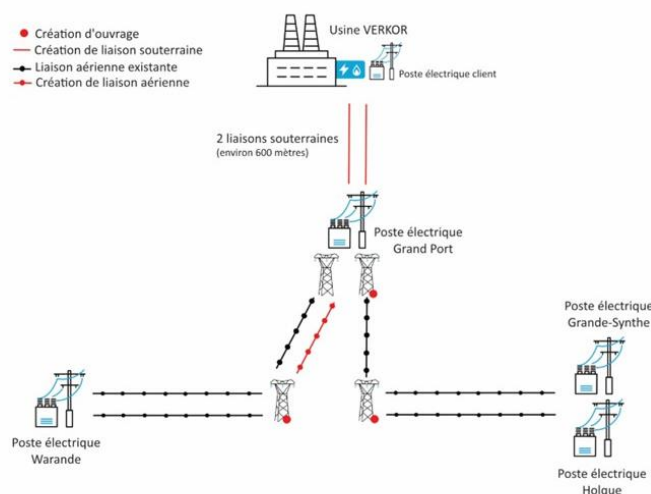 Création d'ouvrage
Création de liaison souterraine
Liaison aérienne existante
Création de liaison aérienne
Usine VERKOR
Poste électrique client
2 liaisons souterraines
(environ 600 mètres)
Poste électrique
Grand Port
Poste électrique
Grande-Synthe
Poste électrique
Warande
Poste électrique
Holque